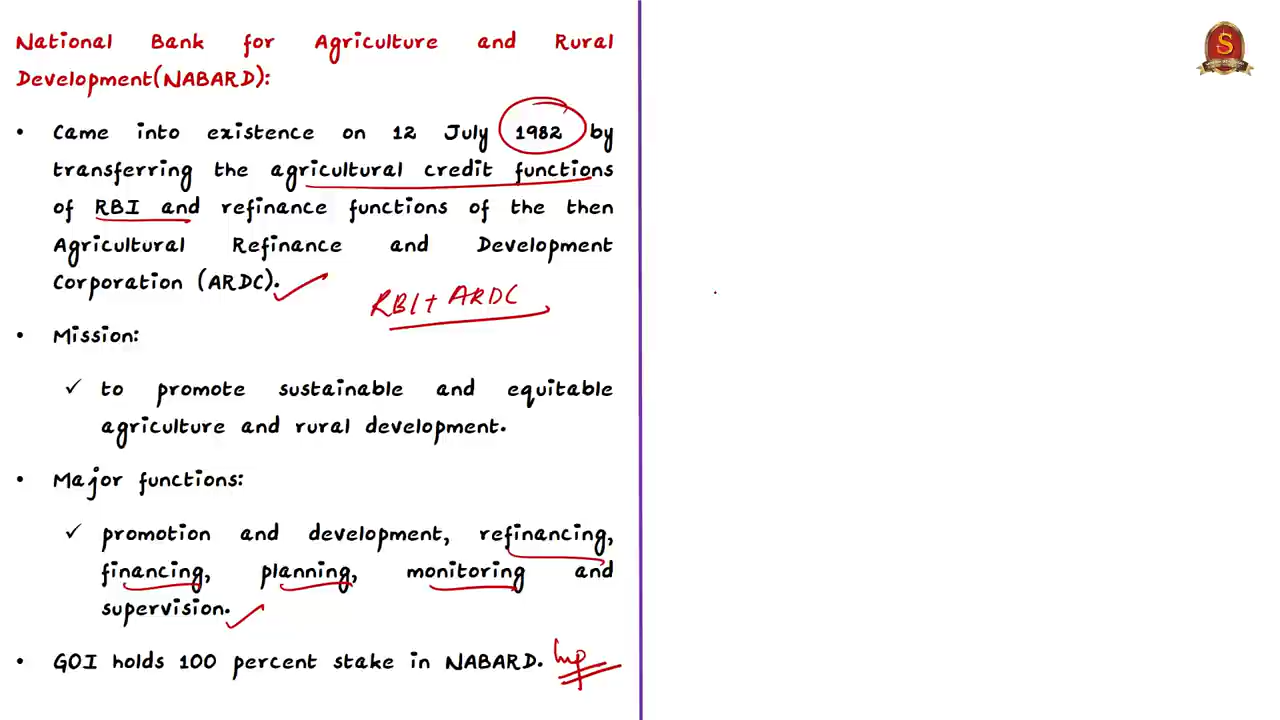 National Bank for Agriculture and Rural
Development(NABARD):
• Came into existence on 12 July 1982 by
transferring the agricultural credit functions
of RBI and refinance functions of the then
Agricultural Refinance and Development
Corporation (ARDC).
RBI+ ARDC
• Mission:
✓ to promote sustainable and equitable
agriculture and rural development.
• Major functions:
✓ promotion and development, refinancing,
financing, planning, monitoring and
supervision.
• GOI holds 100 percent stake in NABARD. Imp
S